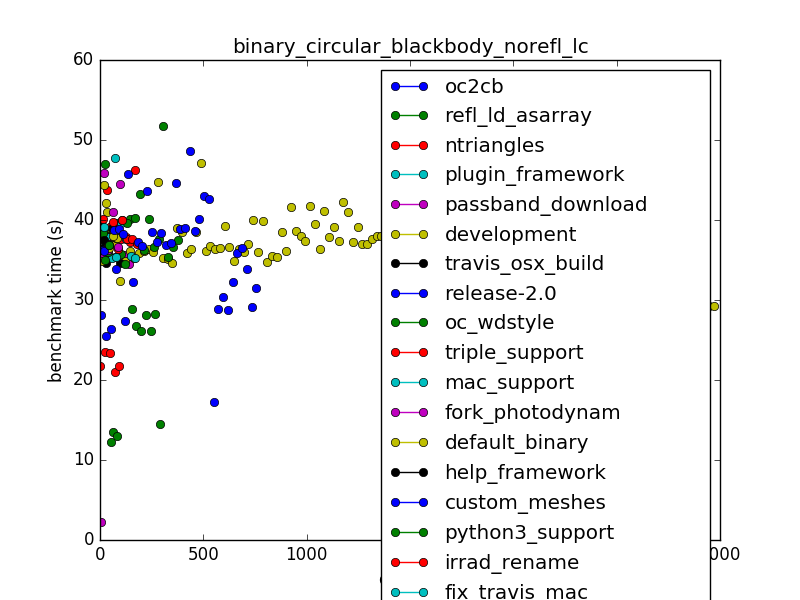 binary_circular_blackbody_norefl_lc
60
50
40
30
20
10
0
benchmark time (s)
0
500
1000
000
oc2cb
refl_ld_asarray
ntriangles
plugin_framework
passband_download
development
travis_osx_build
release-2.0
oc_wdstyle
triple_support
mac_support
fork_photodynam
default_binary
help_framework
custom_meshes
python3_support
irrad_rename
fix_travis_mac